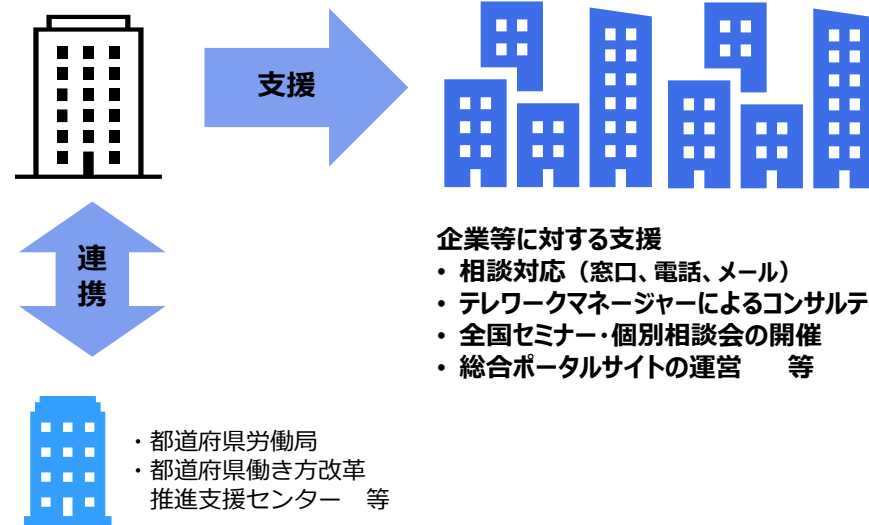 支援
連
携
企業等に対する支援
• 相談対応（窓口、電話、メール）
• テレワークマネージャーによるコンサルテ
• 全国セミナー・個別相談会の開催
• 総合ポータルサイトの運営　　等
・都道府県労働局
・都道府県働き方改革
推進支援センター　等